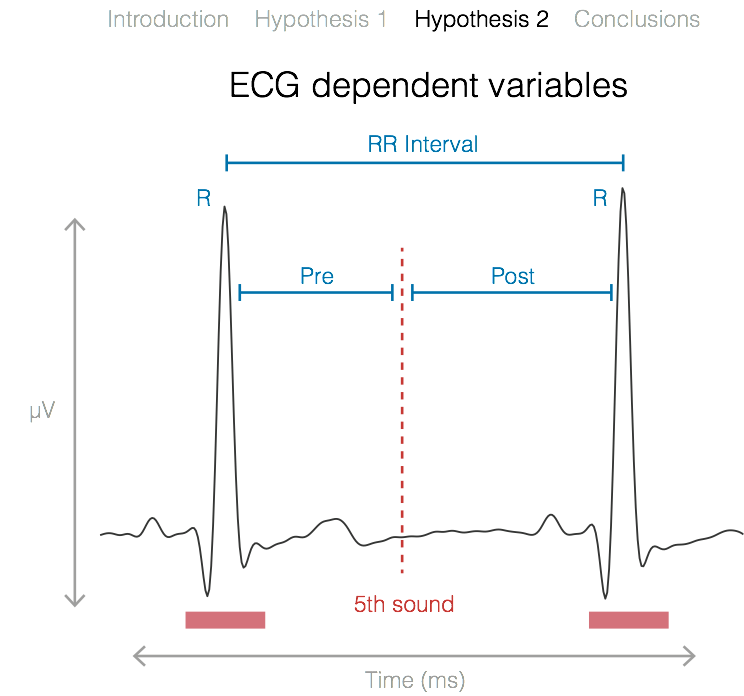 Introduction Hypothesis 1 Hypothesis 2 Conclusions
ECG dependent variables
RR Interval
R R
Pre Post
µV
5th sound
Time (ms)